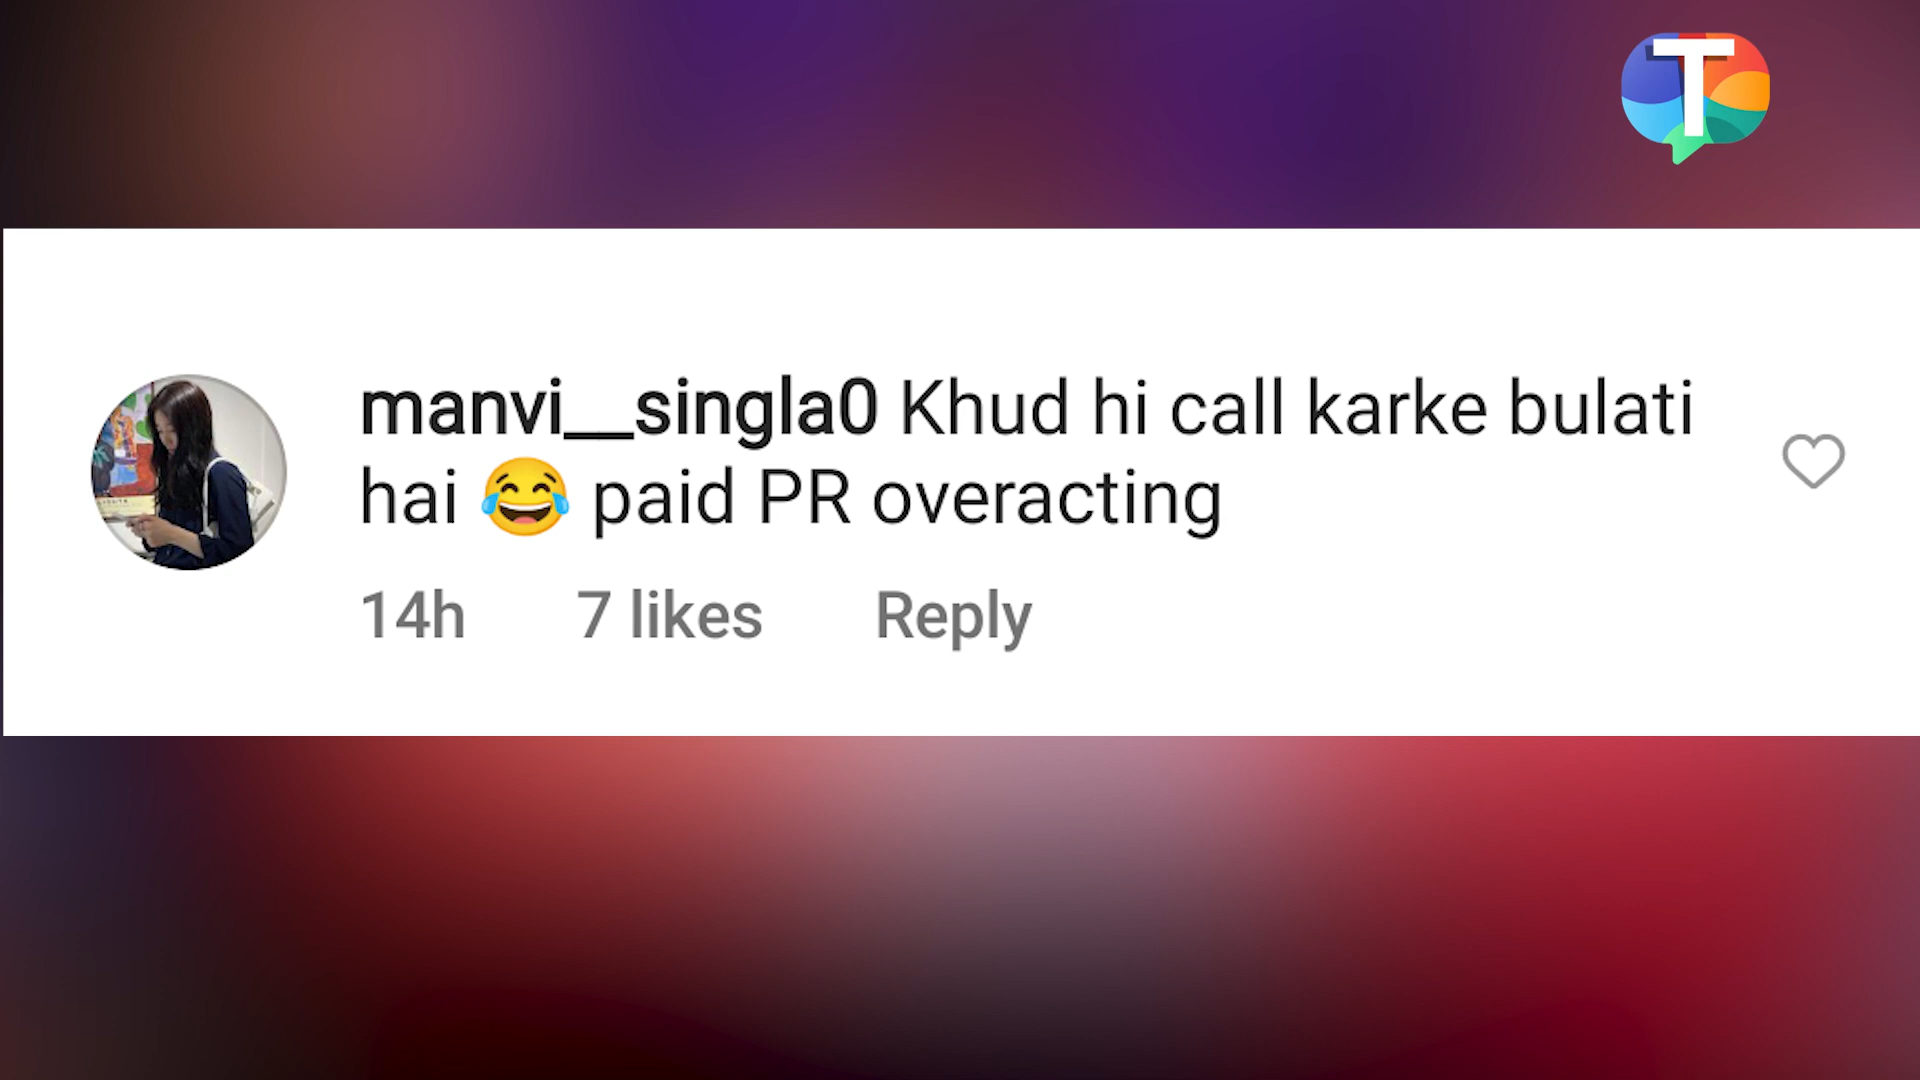 T
manvi__singla0 Khud hi call karke bulati
hai 😂 paid PR overacting
14h 7 likes Reply